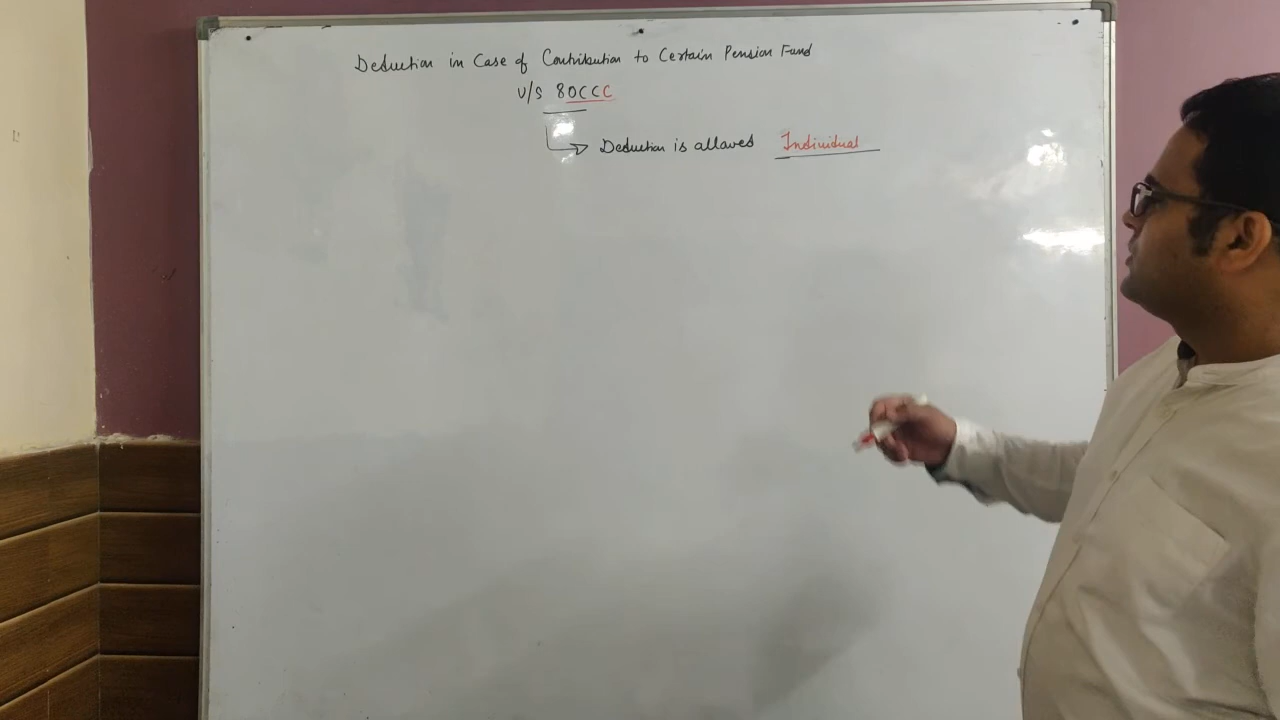 Deduction in Case of Contribution to Certain Pension Fund
U/S 80CCC
Deduction is allowed Individual